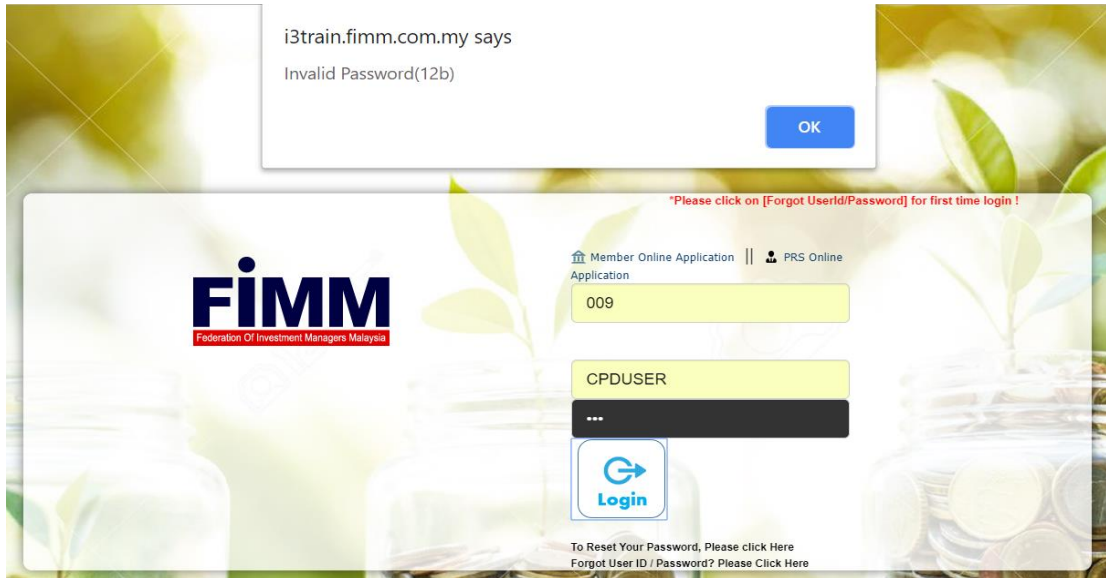 i3train.fimm.com.my says
Invalid Password(12b)
OK
*Please click on [Forgot UserId/Password] for first time login !
Member Online Application || PRS Online
Application
FiMM
Federation Of Investment Managers Malaysia
009
CPDUSER
•••
Login
To Reset Your Password, Please click Here
Forgot User ID / Password? Please Click Here